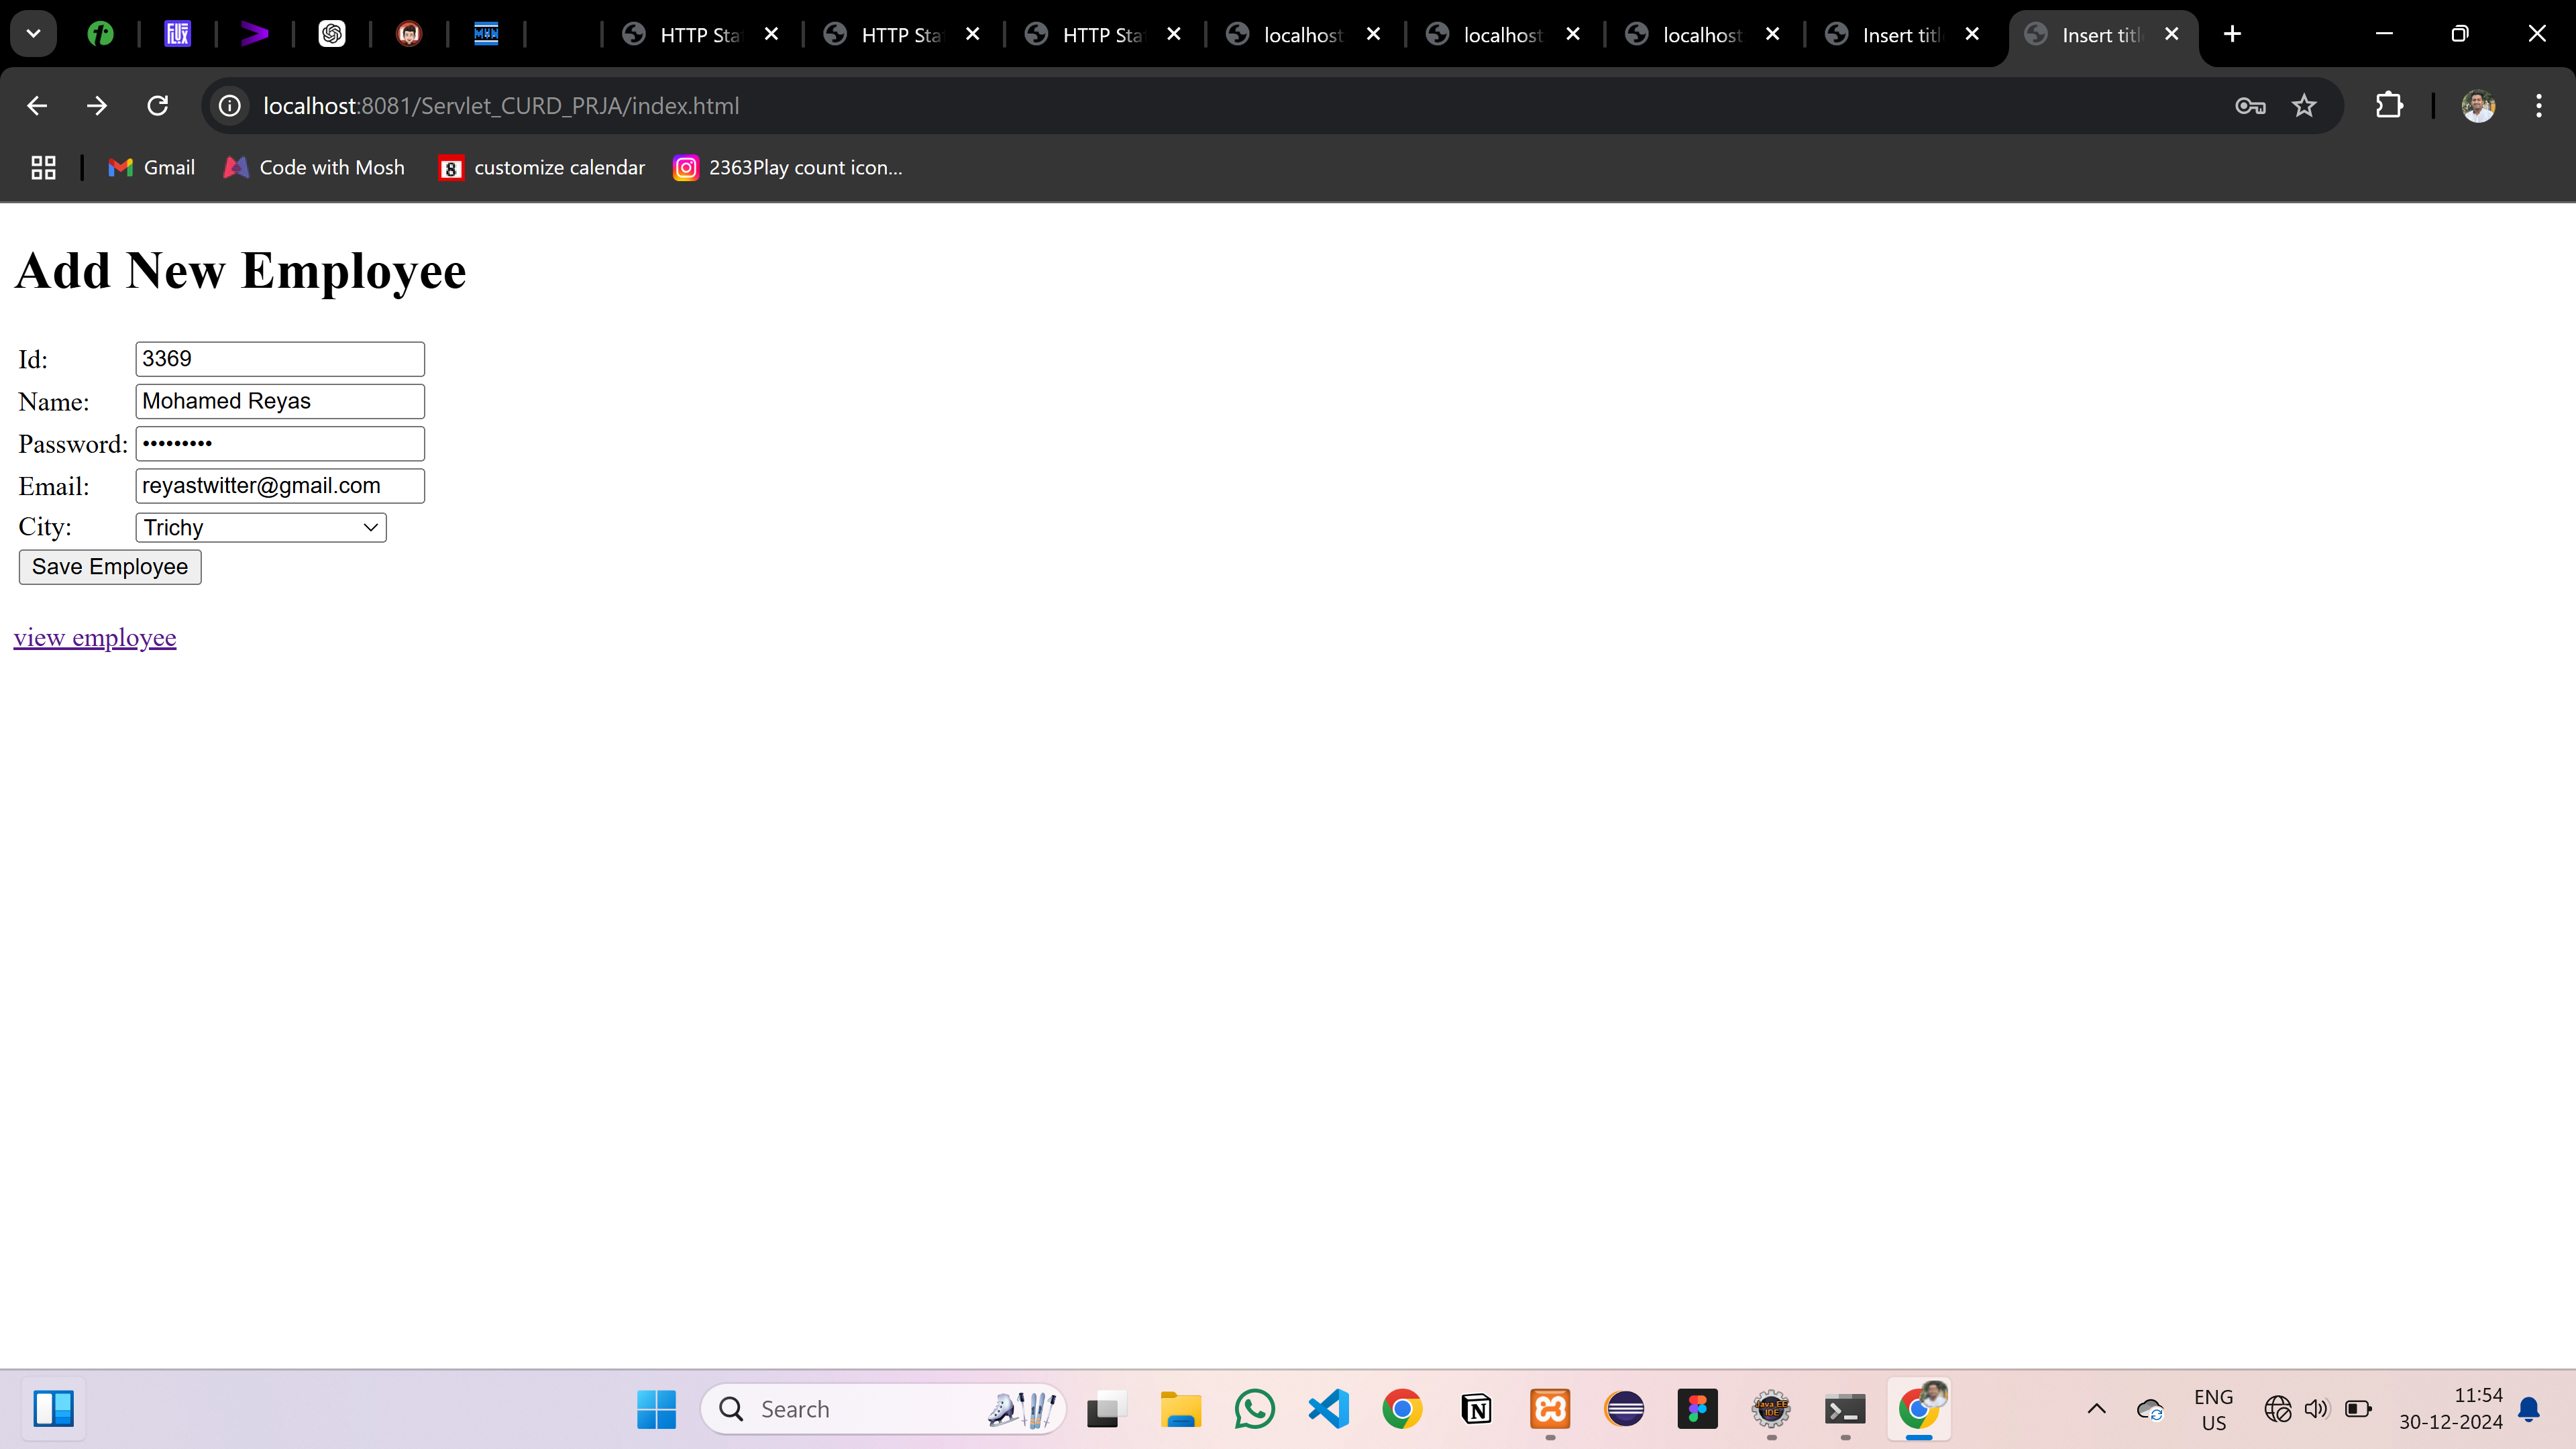 HTTP Sta
HTTP Sta
HTTP Sta
localhost
localhost
localhost
Insert titl
Insert titl
localhost:8081/Servlet_CURD_PRJA/index.html
Gmail
Code with Mosh
8 customize calendar
2363Play count icon...
Add New Employee
Id: 3369
Name: Mohamed Reyas
Password: •••••••••
Email: reyastwitter@gmail.com
City: Trichy
Save Employee
view employee
Search
ENG
US
11:54
30-12-2024